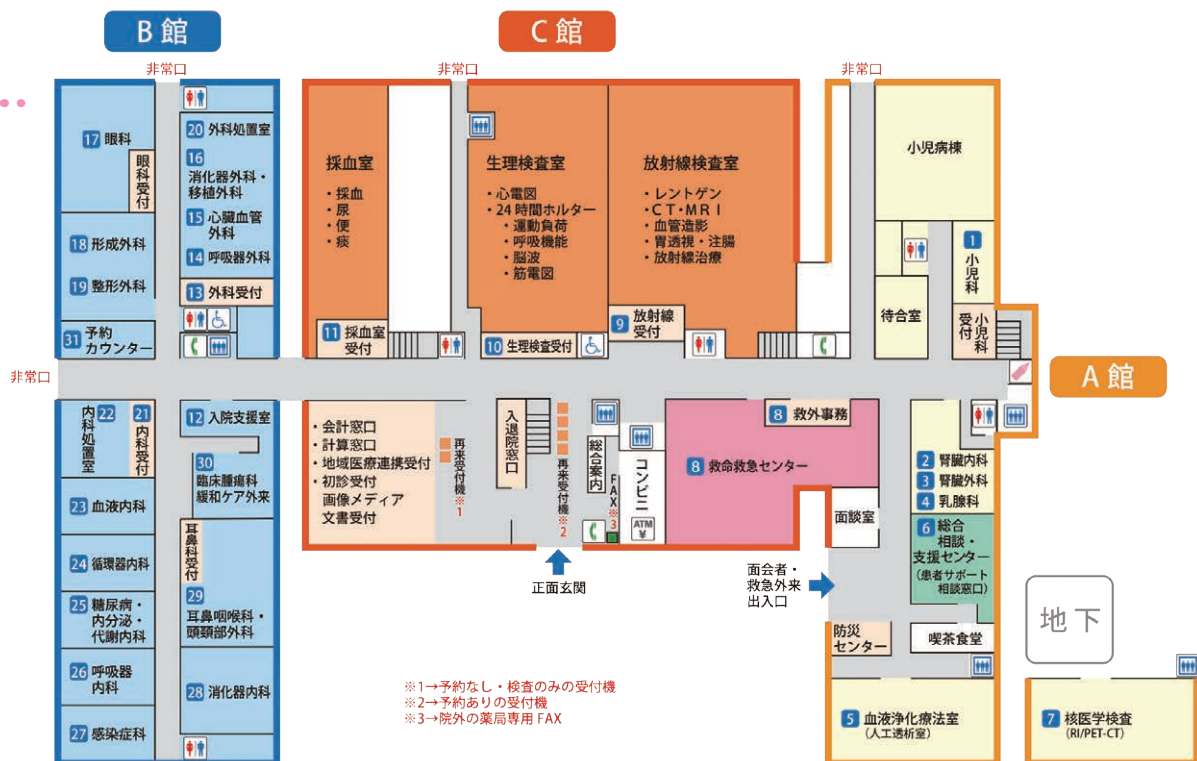 B館
C館
非常口
非常口
非常口
17 眼科
眼科受付
18 形成外科
19 整形外科
31 予約
カウンター
20 外科処置室
16
消化器外科・
移植外科
15 心臓血管
外科
14 呼吸器外科
13 外科受付
採血室
・採血
・尿
・便
・痰
11 採血室
受付
生理検査室
・心電図
・24時間ホルター
・運動負荷
・呼吸機能
・脳波
・筋電図
10 生理検査受付
放射線検査室
・レントゲン
・CT・MRI
・血管造影
・胃透視・注腸
・放射線治療
9 放射線
受付
小児病棟
1 小児科
待合室
小児科
受付
非常口
A館
22 内科処置室
21 内科受付
12 入院支援室
30
臨床腫瘍科
緩和ケア外来
23 血液内科
24 循環器内科
25 糖尿病・
内分泌・
代謝内科
26 呼吸器
内科
27 感染症科
耳鼻科受付
29
耳鼻咽喉科・
頭頸部外科
28 消化器内科
・会計窓口
・計算窓口
・地域医療連携受付
・初診受付
画像メディア
文書受付
再来受付機※1
入退院窓口
再来受付機※2
総合案内
FAX※3
コンビニ
ATM
¥
8 救外事務
8 救命救急センター
面談室
2 腎臓内科
3 腎臓外科
4 乳腺科
6 総合
相談・
支援センター
(患者サポート
相談窓口)
正面玄関
面会者・
救急外来
出入口
防災
センター
喫茶食堂
地下
5 血液浄化療法室
(人工透析室)
7 核医学検査
(RI/PET-CT)
※1→予約なし・検査のみの受付機
※2→予約ありの受付機
※3→院外の薬局専用FAX